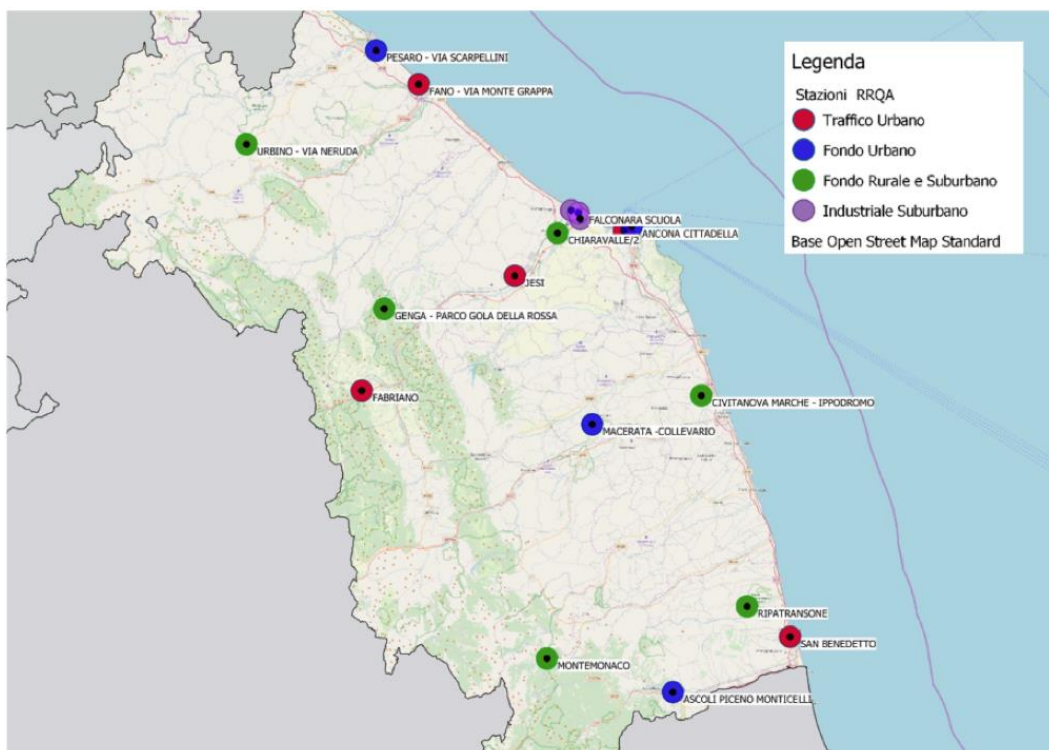 PESARO - VIA SCARPELLINI
FANO - VIA MONTE GRAPPA
URBINO - VIA NERUDA
FALCONARA SCUOLA
ANCONA CITTADELLA
CHIARAVALLE/2
JESI
GENGA - PARCO GOLA DELLA ROSSA
FABRIANO
CIVITANOVA MARCHE - IPPODROMO
MACERATA -COLLEVARIO
RIPATRANSONE
SAN BENEDETTO
MONTEMONACO
ASCOLI PICENO MONTICELLI
Legenda
Stazioni RRQA
Traffico Urbano
Fondo Urbano
Fondo Rurale e Suburbano
Industriale Suburbano
Base Open Street Map Standard